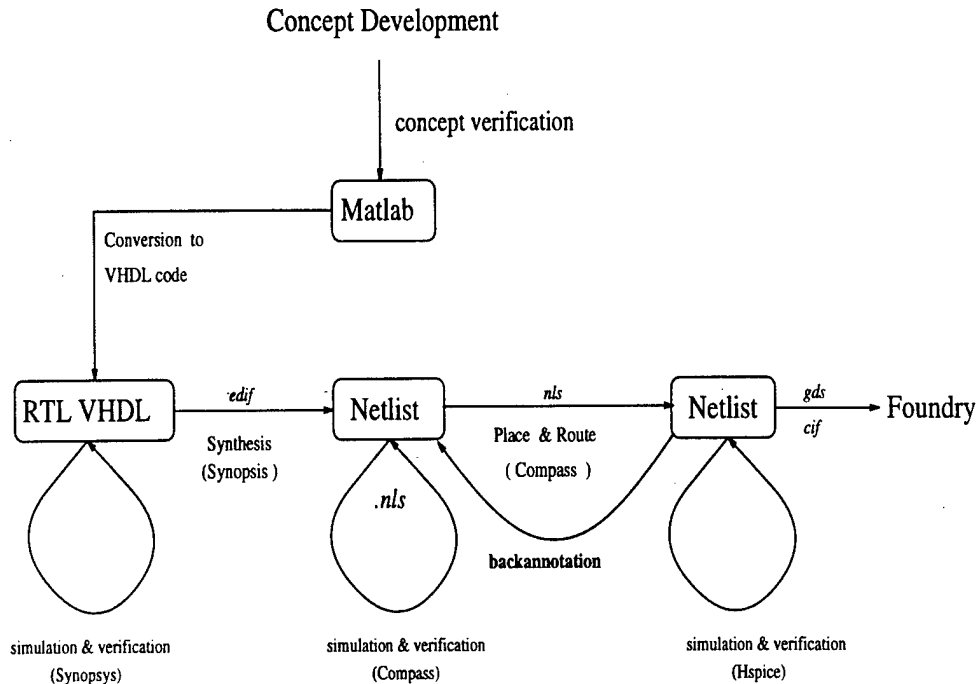 Concept Development
concept verification
Matlab
Conversion to
VHDL code
RTL VHDL
edif
Synthesis
(Synopsis )
Netlist
nls
Place & Route
( Compass )
Netlist
gds
cif
Foundry
.nls
backannotation
simulation & verification
(Synopsys)
simulation & verification
(Compass)
simulation & verification
(Hspice)